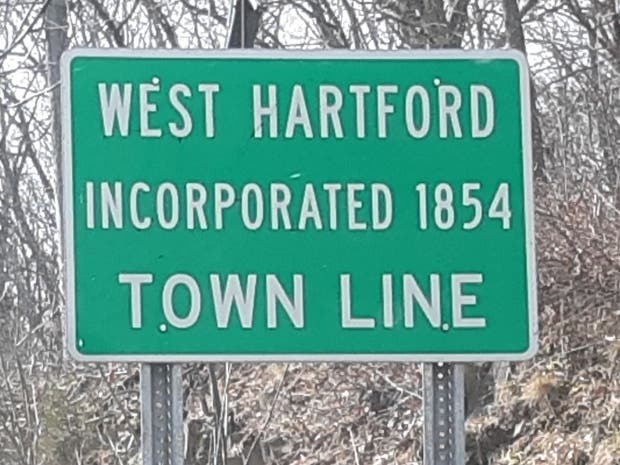 WEST HARTFORD
INCORPORATED 1854
TOWN LINE